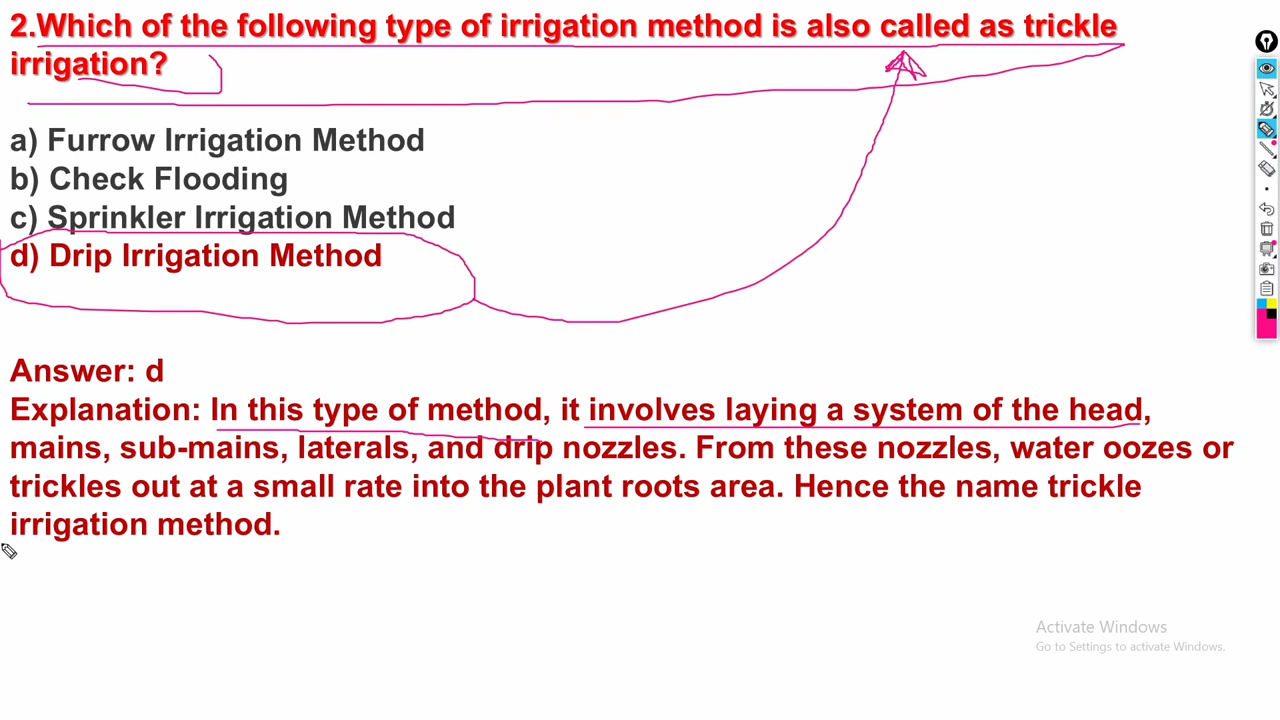 2.Which of the following type of irrigation method is also called as trickle
irrigation?
a) Furrow Irrigation Method
b) Check Flooding
c) Sprinkler Irrigation Method
d) Drip Irrigation Method
Answer: d
Explanation: In this type of method, it involves laying a system of the head,
mains, sub-mains, laterals, and drip nozzles. From these nozzles, water oozes or
trickles out at a small rate into the plant roots area. Hence the name trickle
irrigation method.
Activate Windows
Go to Settings to activate Windows.